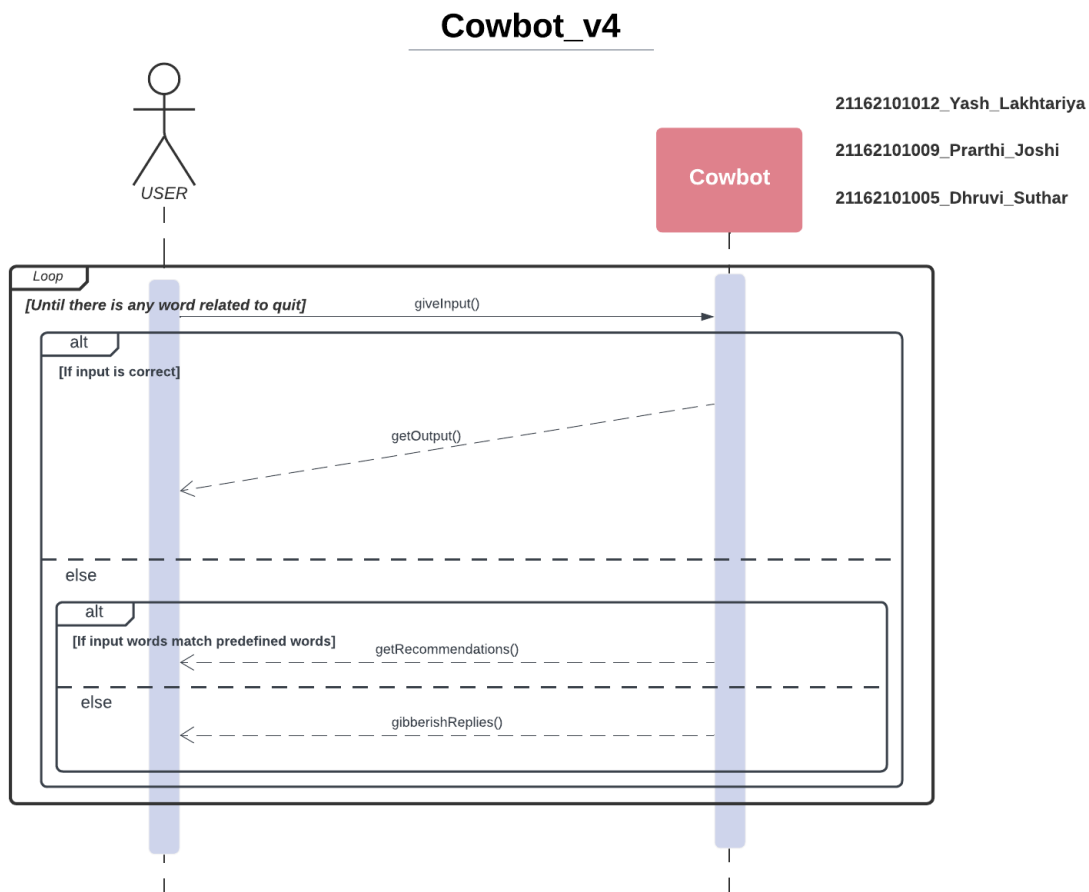 Cowbot_v4
21162101012_Yash_Lakhtariya
21162101009_Prarthi_Joshi
21162101005_Dhruvi_Suthar
USER
Cowbot
Loop
[Until there is any word related to quit]
giveInput()
alt
[If input is correct]
getOutput()
else
alt
[If input words match predefined words]
getRecommendations()
else
gibberishReplies()